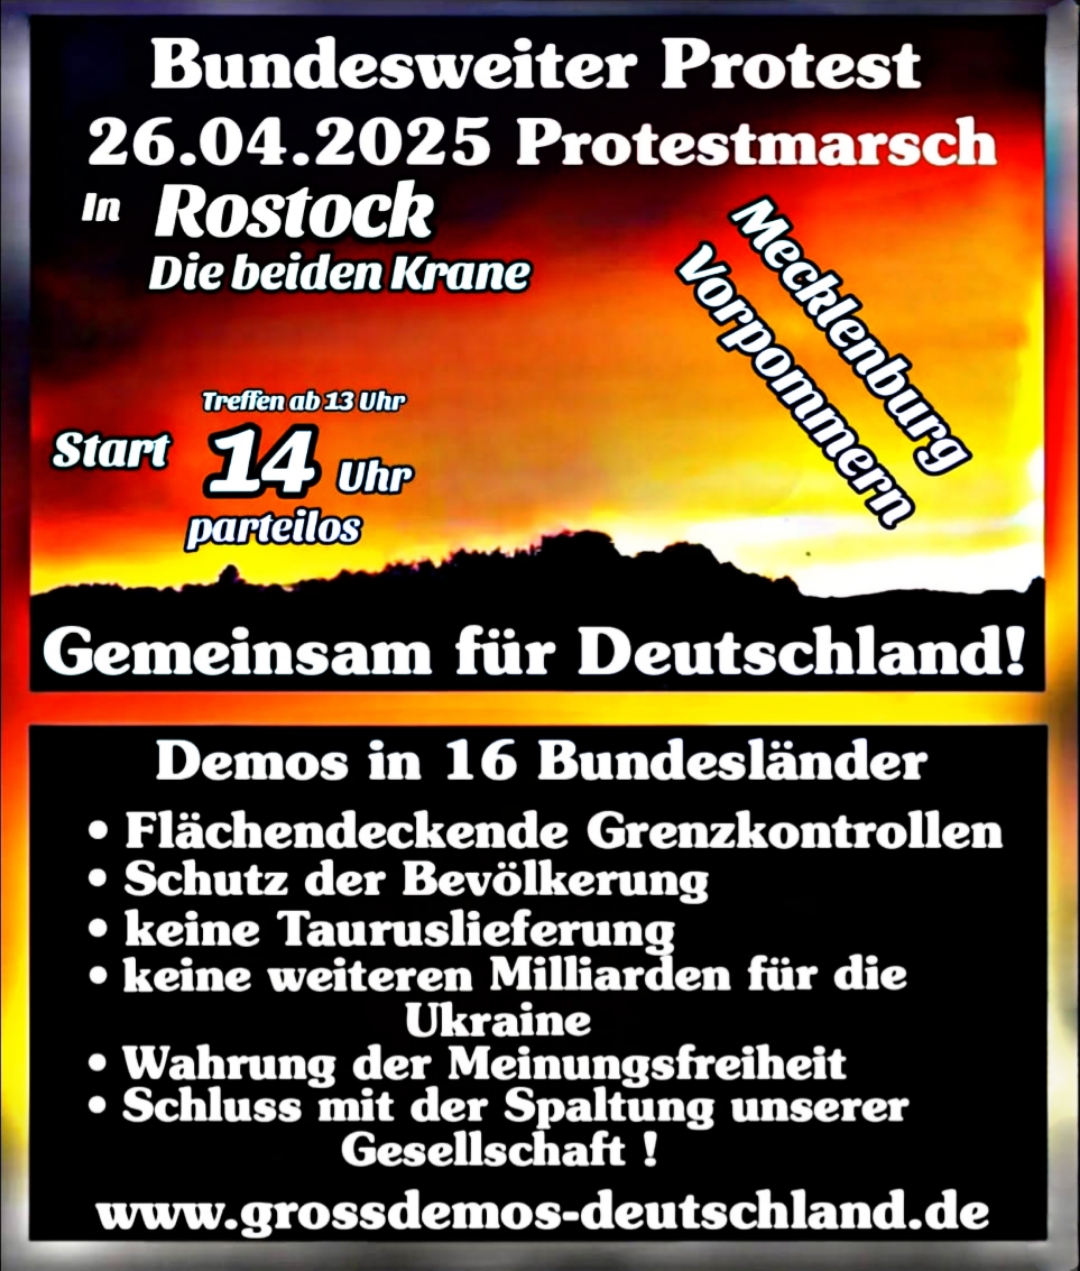 Bundesweiter Protest
26.04.2025 Protestmarsch
In Rostock
Die beiden Krane
Mecklenburg
Vorpommern
Treffen ab 13 Uhr
Start 14 Uhr
parteilos
Gemeinsam für Deutschland!
Demos in 16 Bundesländer
• Flächendeckende Grenzkontrollen
• Schutz der Bevölkerung
• keine Tauruslieferung
• keine weiteren Milliarden für die
Ukraine
• Wahrung der Meinungsfreiheit
• Schluss mit der Spaltung unserer
Gesellschaft !
www.grossdemos-deutschland.de